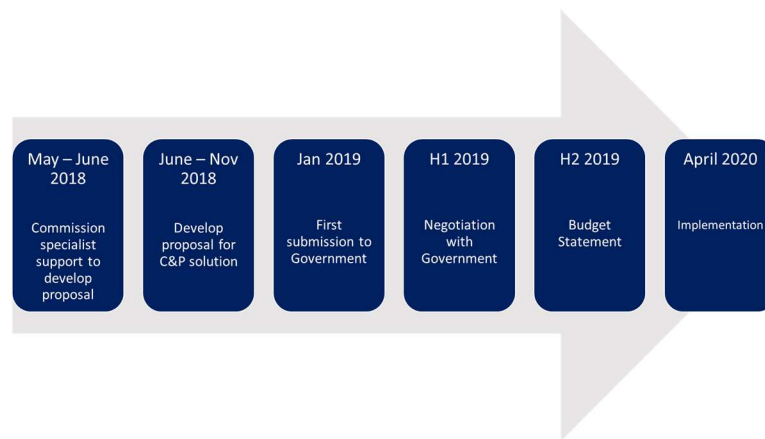 May – June
2018
Commission
specialist
support to
develop
proposal
June – Nov
2018
Develop
proposal for
C&P solution
Jan 2019
First
submission to
Government
H1 2019
Negotiation
with
Government
H2 2019
Budget
Statement
April 2020
Implementation